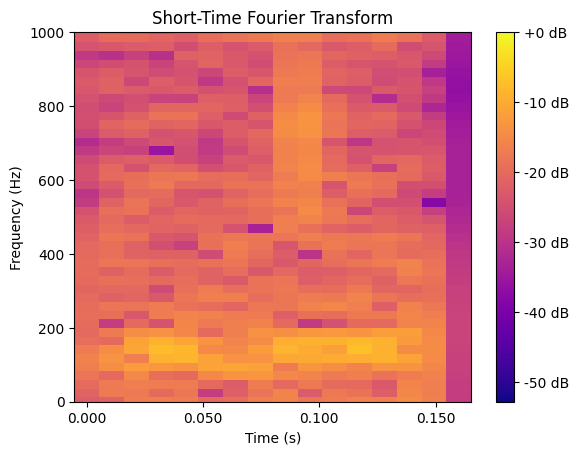 Short-Time Fourier Transform
1000
800
600
400
200
0
Frequency (Hz)
0.000
0.050
0.100
0.150
Time (s)
+0 dB
-10 dB
-20 dB
-30 dB
-40 dB
-50 dB